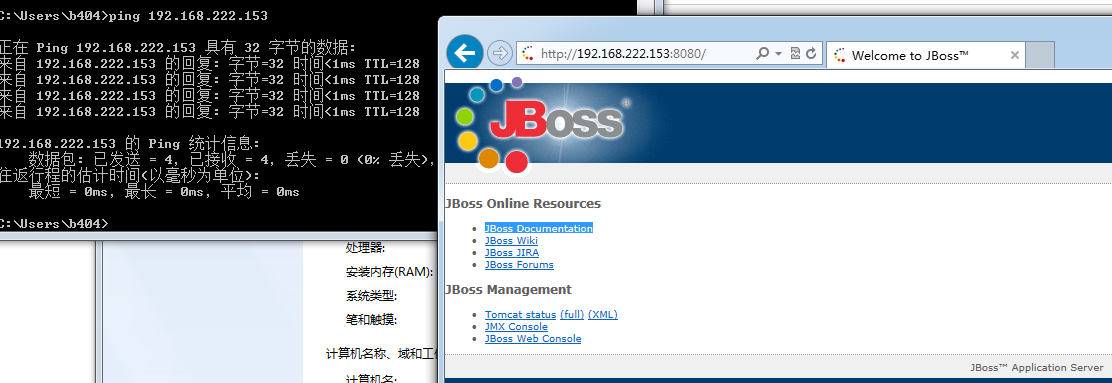 C:\Users\b404>ping 192.168.222.153
正在 Ping 192.168.222.153 具有 32 字节的数据:
来自 192.168.222.153 的回复: 字节=32 时间<1ms TTL=128
来自 192.168.222.153 的回复: 字节=32 时间<1ms TTL=128
来自 192.168.222.153 的回复: 字节=32 时间<1ms TTL=128
来自 192.168.222.153 的回复: 字节=32 时间<1ms TTL=128
192.168.222.153 的 Ping 统计信息:
数据包: 已发送 = 4, 已接收 = 4, 丢失 = 0 (0% 丢失),
往返行程的估计时间(以毫秒为单位):
最短 = 0ms, 最长 = 0ms, 平均 = 0ms
C:\Users\b404>
处理器:
安装内存(RAM):
系统类型:
笔和触摸:
计算机名称、域和工
计算机名:
http://192.168.222.153:8080/
Welcome to JBoss™
JBoss®
JBoss Online Resources
JBoss Documentation
JBoss Wiki
JBoss JIRA
JBoss Forums
JBoss Management
Tomcat status (full) (XML)
JMX Console
JBoss Web Console
JBoss™ Application Server